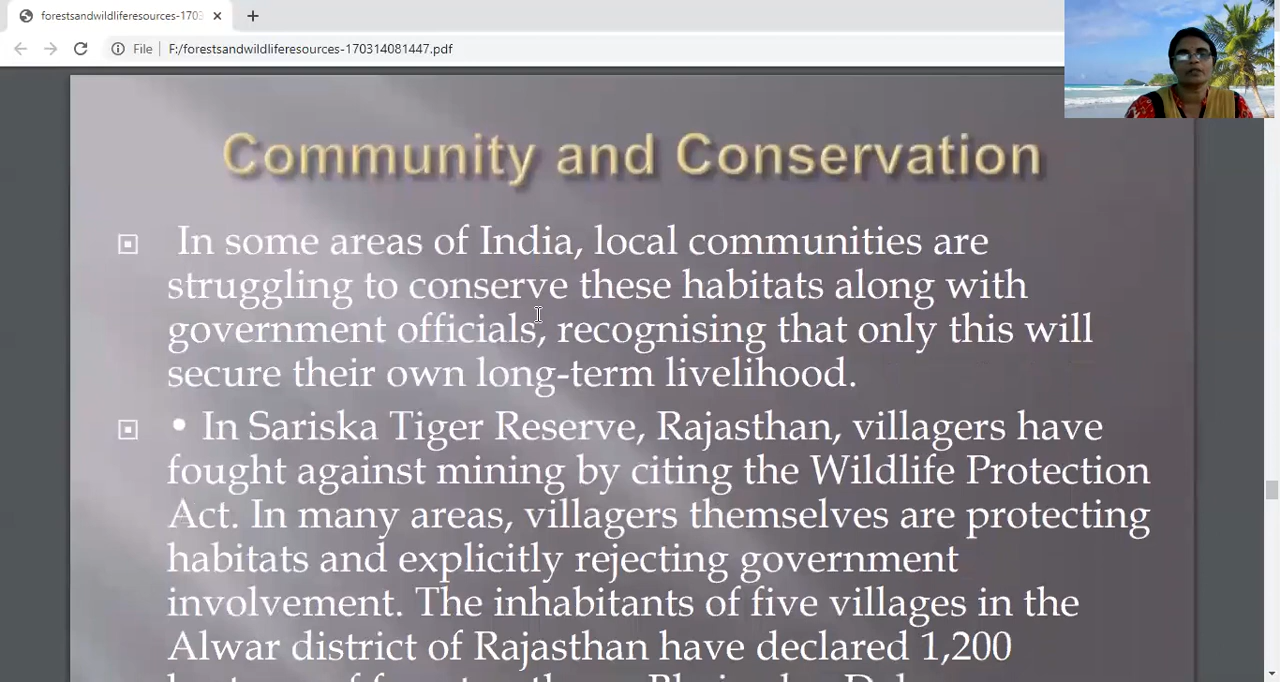 forestsandwildliferesources-1703
File
F:/forestsandwildliferesources-170314081447.pdf
Community and Conservation
In some areas of India, local communities are
struggling to conserve these habitats along with
government officials, recognising that only this will
secure their own long-term livelihood.
• In Sariska Tiger Reserve, Rajasthan, villagers have
fought against mining by citing the Wildlife Protection
Act. In many areas, villagers themselves are protecting
habitats and explicitly rejecting government
involvement. The inhabitants of five villages in the
Alwar district of Rajasthan have declared 1,200